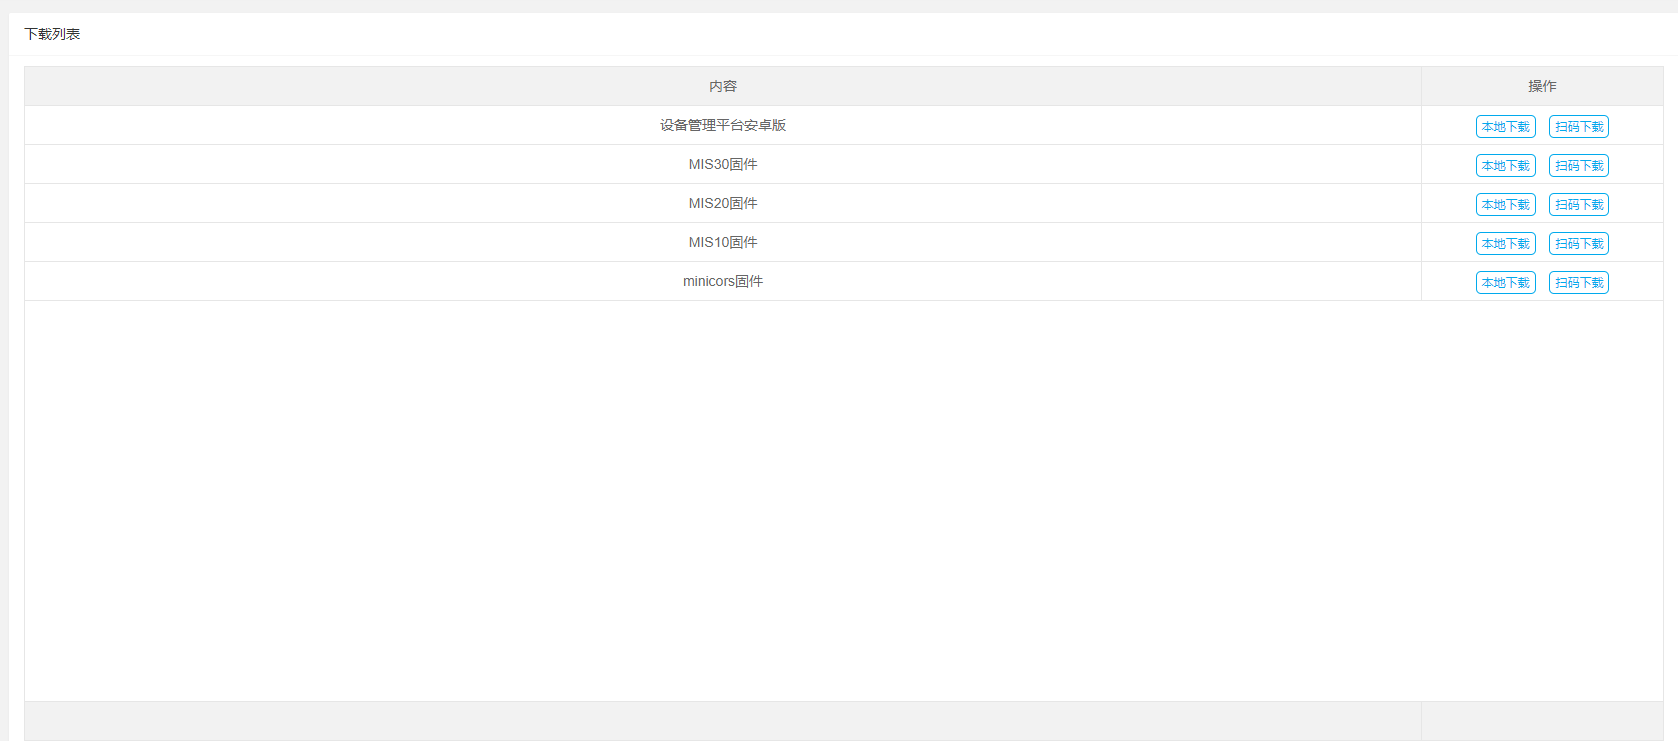 下载列表
内容 操作
设备管理平台安卓版 本地下载 扫码下载
MIS30固件 本地下载 扫码下载
MIS20固件 本地下载 扫码下载
MIS10固件 本地下载 扫码下载
minicors固件 本地下载 扫码下载